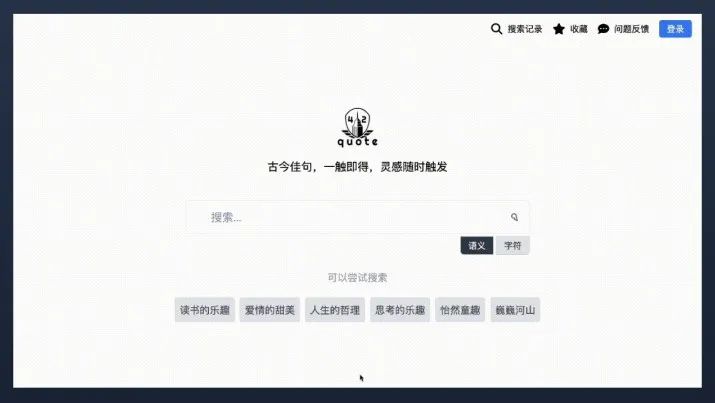 搜索记录 收藏 问题反馈 登录
42
quote
古今佳句，一触即得，灵感随时触发
搜索...
语义 字符
可以尝试搜索
读书的乐趣 爱情的甜美 人生的哲理 思考的乐趣 怡然童趣 巍巍河山